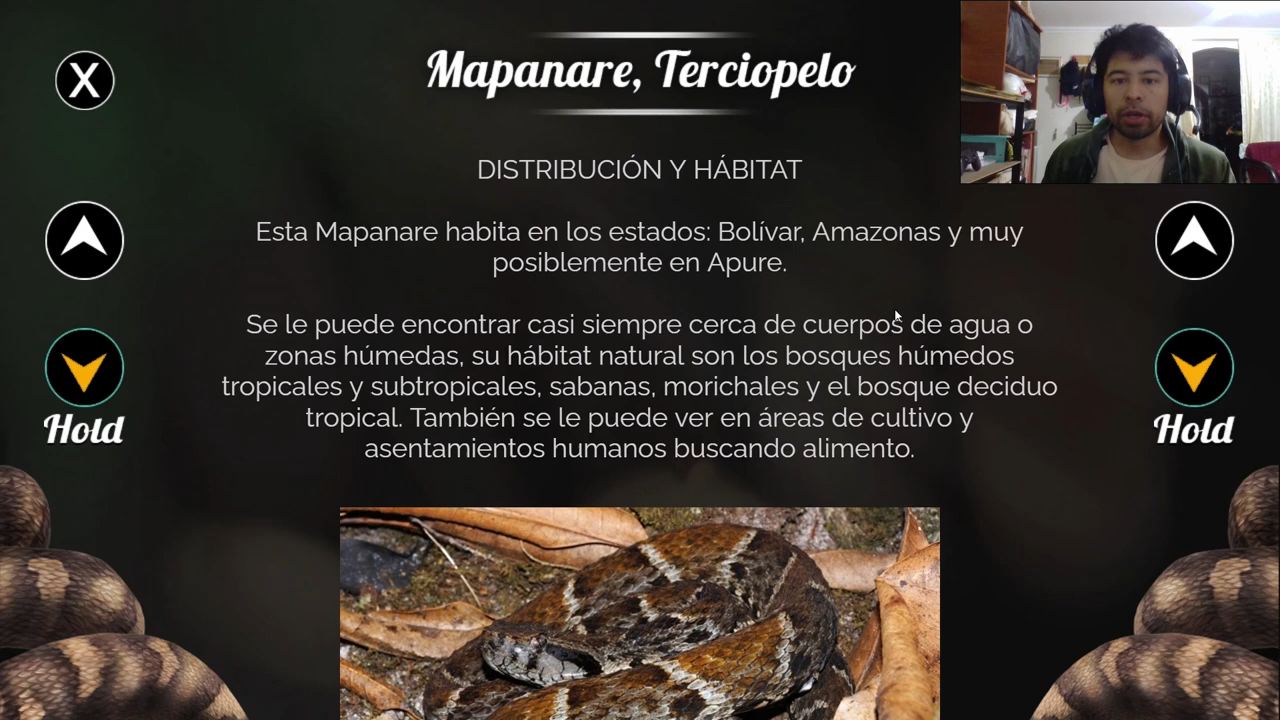 X
Mapanare, Terciopelo
DISTRIBUCIÓN Y HÁBITAT
Esta Mapanare habita en los estados: Bolívar, Amazonas y muy
posiblemente en Apure.
Se le puede encontrar casi siempre cerca de cuerpos de agua o
zonas húmedas, su hábitat natural son los bosques húmedos
tropicales y subtropicales, sabanas, morichales y el bosque deciduo
tropical. También se le puede ver en áreas de cultivo y
asentamientos humanos buscando alimento.
Hold
Hold